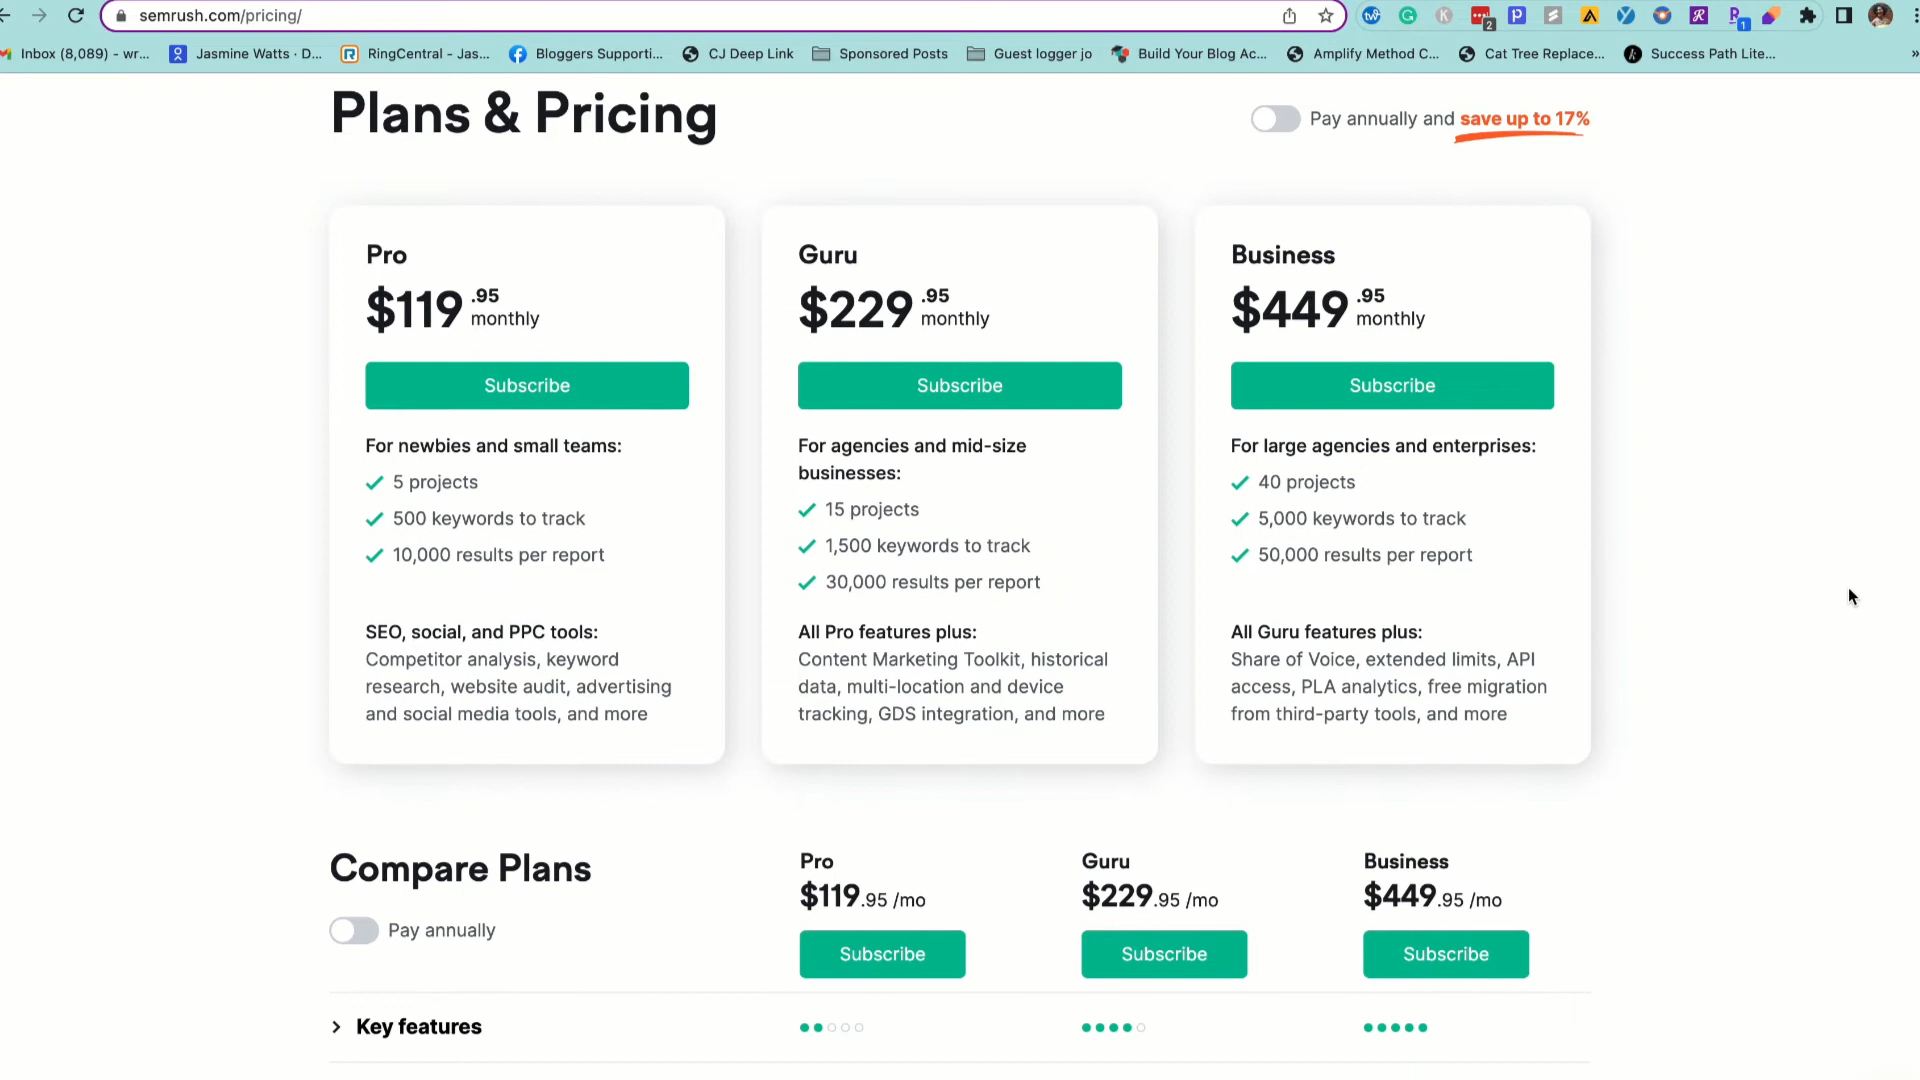 semrush.com/pricing/
2
1
Inbox (8,089) - wr...
Jasmine Watts · D...
RingCentral - Jas...
Bloggers Supporti...
CJ Deep Link
Sponsored Posts
Guest logger jo
Build Your Blog Ac...
Amplify Method C...
Cat Tree Replace...
Success Path Lite...
»
Plans & Pricing
Pay annually and save up to 17%
Pro
$119.95
monthly
Subscribe
For newbies and small teams:
5 projects
500 keywords to track
10,000 results per report
SEO, social, and PPC tools:
Competitor analysis, keyword
research, website audit, advertising
and social media tools, and more
Guru
$229.95
monthly
Subscribe
For agencies and mid-size
businesses:
15 projects
1,500 keywords to track
30,000 results per report
All Pro features plus:
Content Marketing Toolkit, historical
data, multi-location and device
tracking, GDS integration, and more
Business
$449.95
monthly
Subscribe
For large agencies and enterprises:
40 projects
5,000 keywords to track
50,000 results per report
All Guru features plus:
Share of Voice, extended limits, API
access, PLA analytics, free migration
from third-party tools, and more
Compare Plans
Pay annually
Pro
$119.95 /mo
Subscribe
Guru
$229.95 /mo
Subscribe
Business
$449.95 /mo
Subscribe
Key features